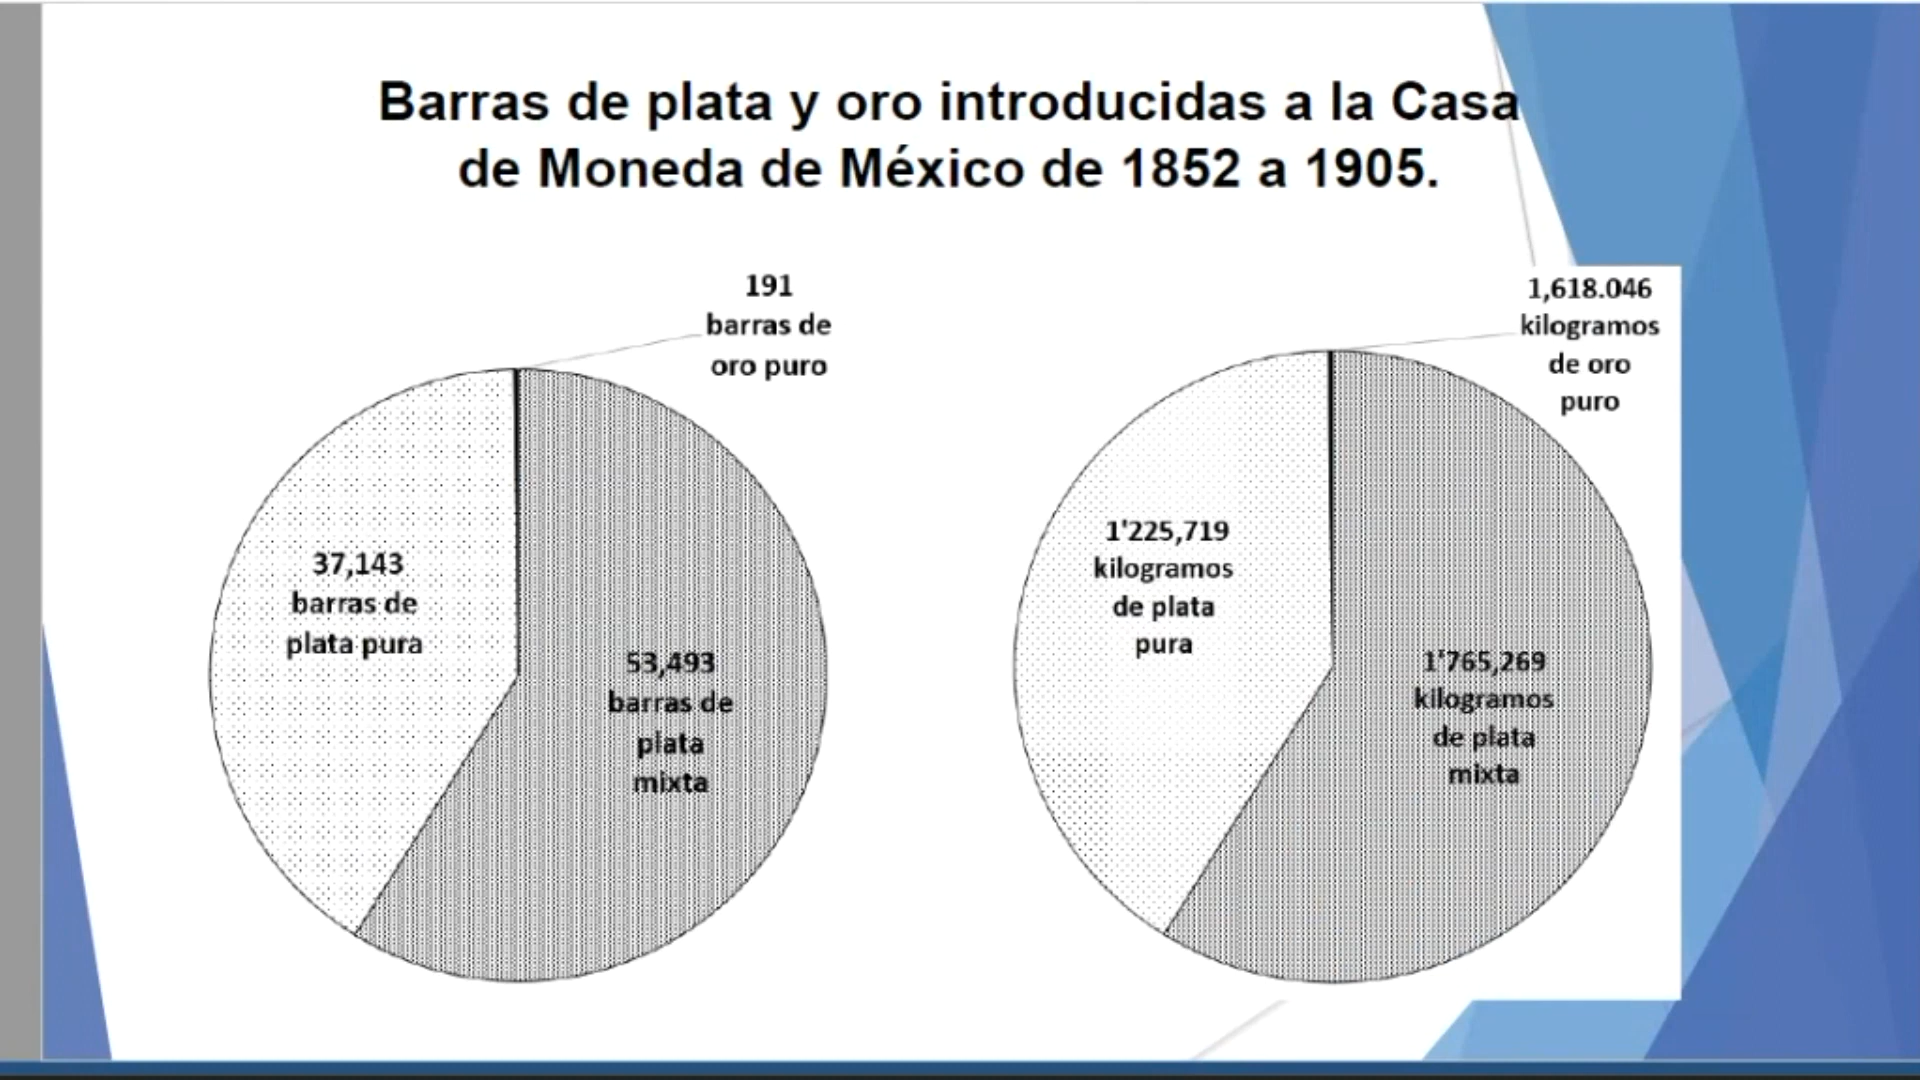 Barras de plata y oro introducidas a la Casa
de Moneda de México de 1852 a 1905.
191
barras de
oro puro
37,143
barras de
plata pura
53,493
barras de
plata
mixta
1,618.046
kilogramos
de oro
puro
1'225,719
kilogramos
de plata
pura
1'765,269
kilogramos
de plata
mixta